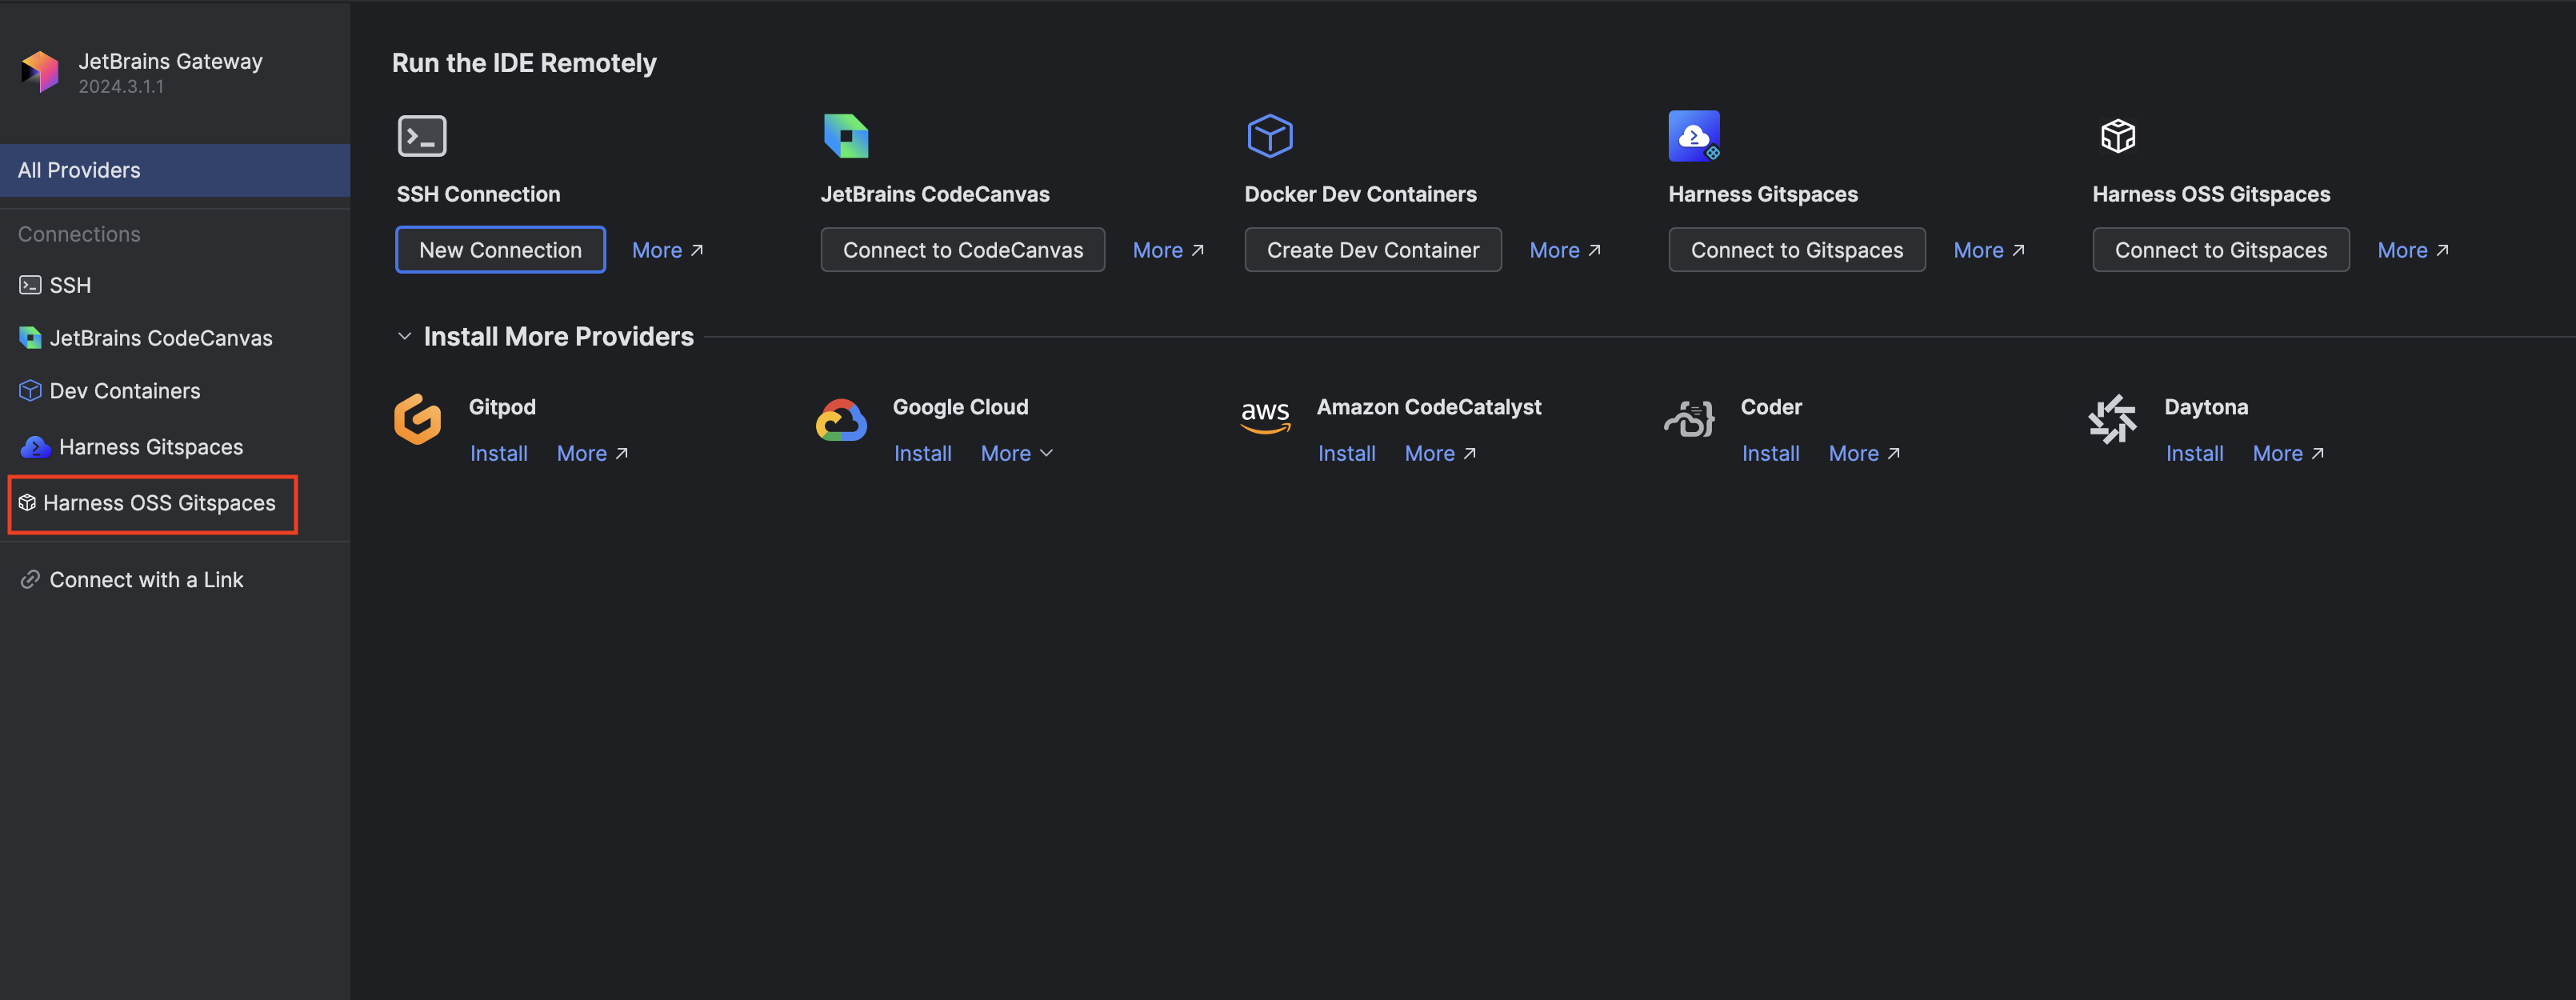 JetBrains Gateway
2024.3.1.1
All Providers
Connections
SSH
JetBrains CodeCanvas
Dev Containers
Harness Gitspaces
Harness OSS Gitspaces
Connect with a Link
Run the IDE Remotely
SSH Connection
New Connection More
JetBrains CodeCanvas
Connect to CodeCanvas More
Docker Dev Containers
Create Dev Container More
Harness Gitspaces
Connect to Gitspaces More
Harness OSS Gitspaces
Connect to Gitspaces More
Install More Providers
Gitpod
Install More
Google Cloud
Install More
aws
Amazon CodeCatalyst
Install More
Coder
Install More
Daytona
Install More